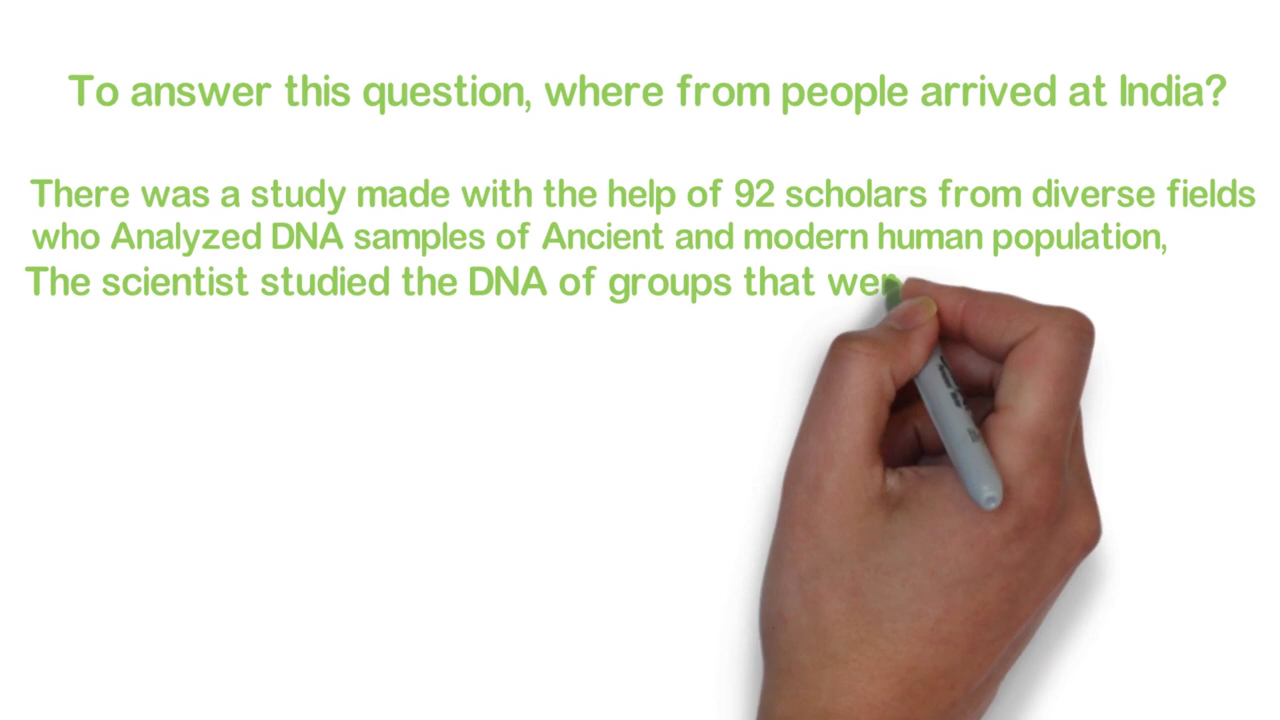 To answer this question, where from people arrived at India?
There was a study made with the help of 92 scholars from diverse fields
who Analyzed DNA samples of Ancient and modern human population,
The scientist studied the DNA of groups that wer